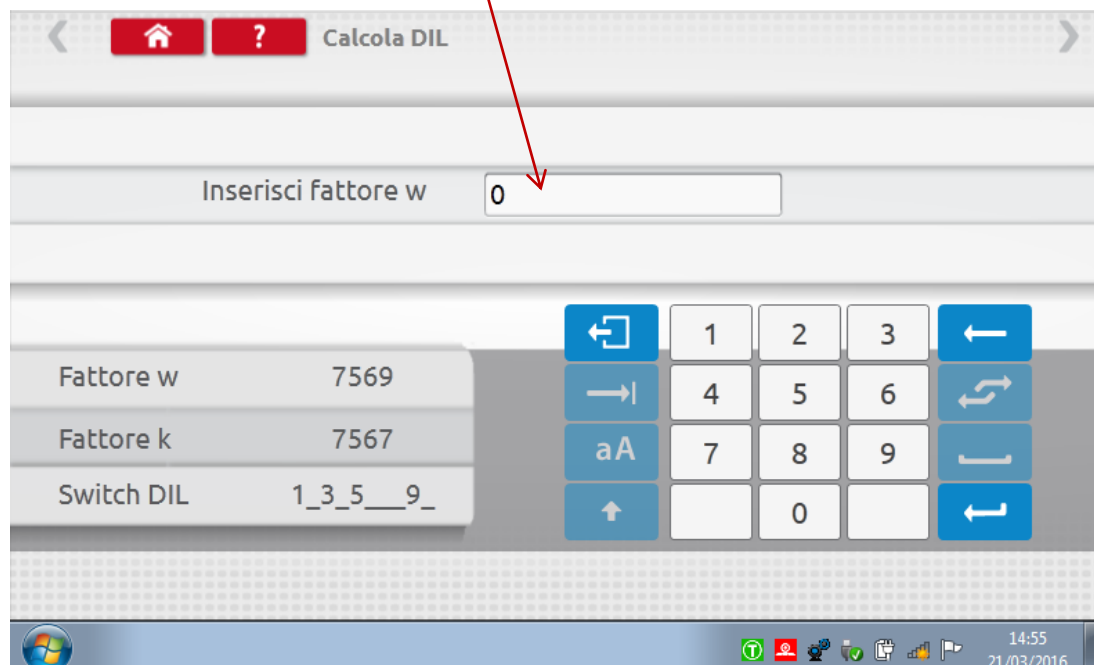 ? Calcola DIL
Inserisci fattore w 0
1 2 3
Fattore w 7569
4 5 6
Fattore k 7567
aA 7 8 9
Switch DIL 1_3_5___9_
0
14:55
21/03/2016